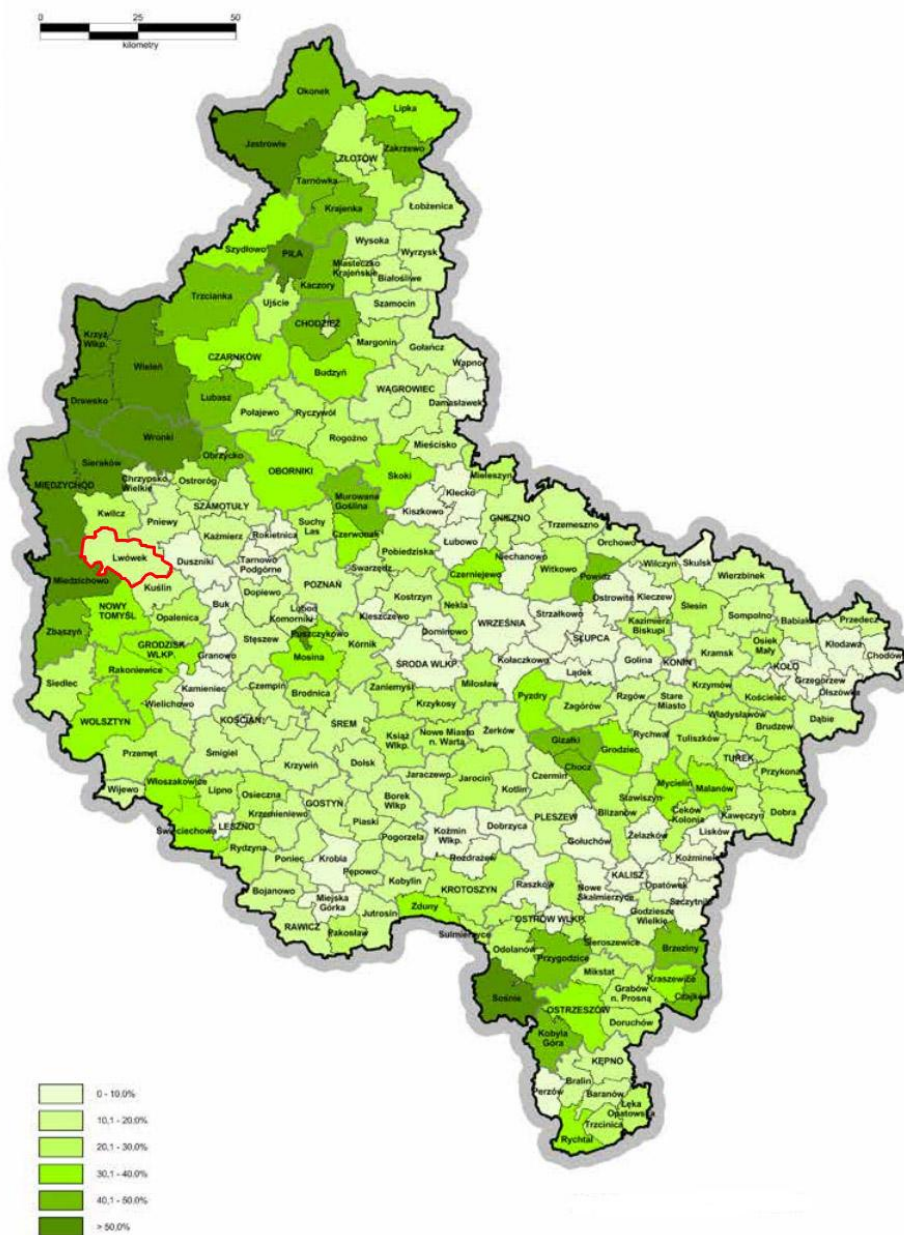 0 25 50
kilometry
Okonek
Lipka
Jastrowie
ZŁOTÓW
Zakrzewo
Tarnówka
Krajenka
Łobżenica
Szydłowo
PIŁA
Wysoka
Miasteczko
Krajeńskie
Wyrzysk
Kaczory
Białośliwe
Trzcianka
Ujście
Szamocin
CHODZIEŻ
Krzyż
Wlkp.
Margonin
Gołańcz
Wieleń
CZARNKÓW
Budzyń
Wapno
Drawsko
Lubasz
WĄGROWIEC
Damasławek
Połajewo
Ryczywół
Wronki
Rogoźno
Mieścisko
Sieraków
Obrzycko
OBORNIKI
Skoki
Mieleszyn
MIĘDZYCHÓD
Chrzypsko
Wielkie
Ostroróg
Murowana
Goślina
Kłecko
Kwilcz
Pniewy
SZAMOTUŁY
Kiszkowo
GNIEZNO
Trzemeszno
Kaźmierz
Rokietnica
Suchy
Las
Czerwonak
Łubowo
Niechanowo
Orchowo
Lwówek
Duszniki
Tarnowo
Podgórne
Swarzędz
Pobiedziska
Czerniejewo
Witkowo
Powidz
Wilczyn
Skulsk
Wierzbinek
Miedzichowo
Kuślin
Buk
Dopiewo
POZNAŃ
Kostrzyn
Nekla
Ostrowite
Kleczew
Ślesin
NOWY
TOMYŚL
Opalenica
Luboń
Komorniki
Kleszczewo
WRZEŚNIA
Strzałkowo
Kazimierz
Biskupi
Sompolno
Babiak
Przedecz
Zbąszyń
GRODZISK
WLKP.
Stęszew
Puszczykowo
Dominowo
SŁUPCA
Osiek
Mały
Kłodawa
Chodów
Granowo
Mosina
Kórnik
ŚRODA WLKP.
Kołaczkowo
Golina
KONIN
Kramsk
KOŁO
Grzegorzew
Olszówka
Rakoniewice
Kamieniec
Lądek
Siedlec
Wielichowo
Czempiń
Brodnica
Zaniemyśl
Miłosław
Pyzdry
Zagórów
Rzgów
Stare
Miasto
Krzymów
Kościelec
Dąbie
WOLSZTYN
KOŚCIAN
ŚREM
Krzykosy
Władysławów
Brudzew
Przemęt
Śmigiel
Książ
Wlkp.
Nowe Miasto
n. Wartą
Żerków
Gizałki
Grodziec
Rychwał
Tuliszków
TUREK
Krzywiń
Dolsk
Jaraczewo
Jarocin
Czermin
Chocz
Przykona
Wijewo
Włoszakowice
Lipno
Osieczna
Borek
Wlkp
Kotlin
Stawiszyn
Mycielin
Malanów
Krzemieniewo
GOSTYŃ
PLESZEW
Blizanów
Ceków
Kolonia
Kawęczyn
Dobra
Święciechowa
LESZNO
Piaski
Pogorzela
Koźmin
Wlkp.
Dobrzyca
Gołuchów
Żelazków
Lisków
Rydzyna
Poniec
Krobia
Pępowo
Rozdrażew
KALISZ
Koźminek
Bojanowo
Miejska
Górka
Kobylin
KROTOSZYN
Raszków
Nowe
Skalmierzyce
Opatówek
Szczytniki
RAWICZ
Pakosław
Jutrosin
Zduny
OSTRÓW WLKP.
Godziesze
Wielkie
Sulmierzyce
Odolanów
Przygodzice
Sieroszewice
Brzeziny
Mikstat
Kraszewice
Sośnie
Grabów
n. Prosną
Czajków
OSTRZESZÓW
Kobyla
Góra
Doruchów
KĘPNO
Bralin
Perzów
Baranów
Łęka
Opatowska
Trzcinica
Rychtal
0 - 10,0%
10,1 - 20,0%
20,1 - 30,0%
30,1 - 40,0%
40,1 - 50,0%
> 50,0%